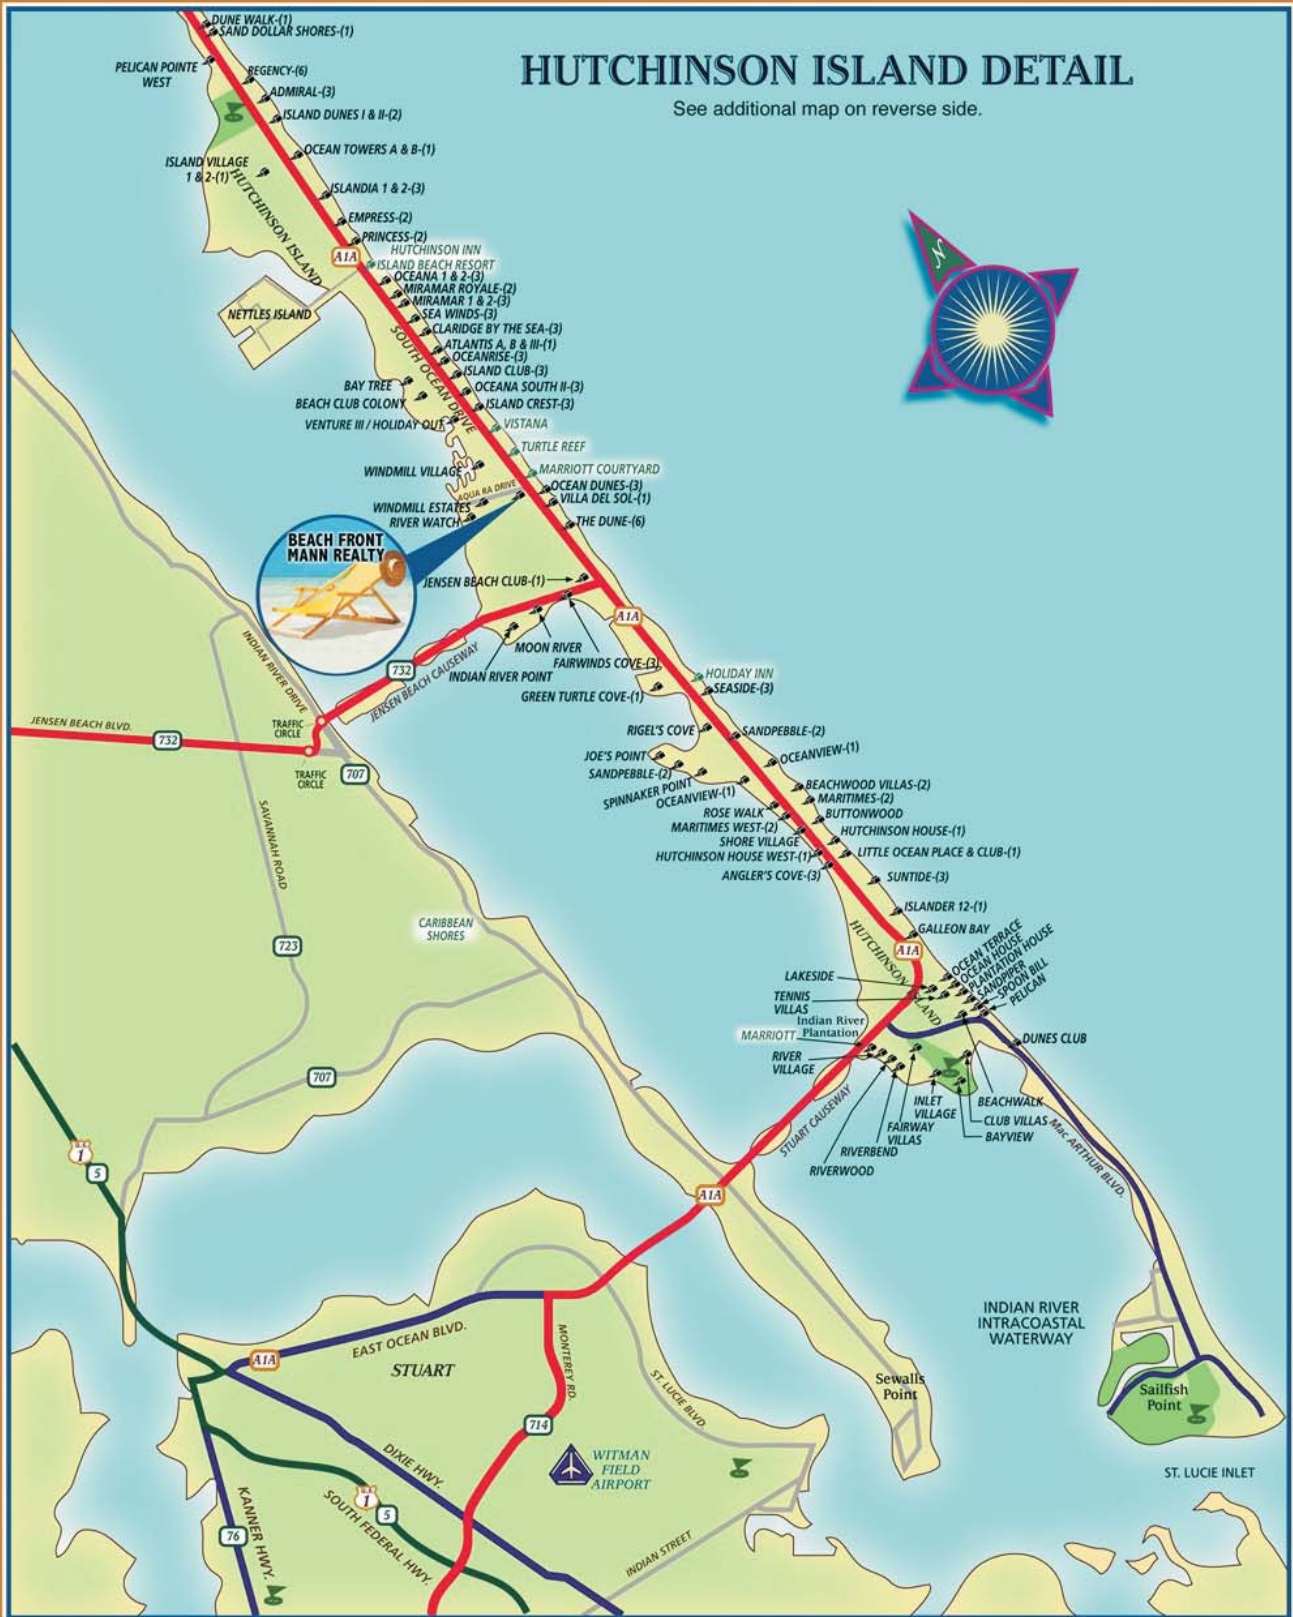 HUTCHINSON ISLAND DETAIL
See additional map on reverse side.
DUNE WALK-(1)
SAND DOLLAR SHORES-(1)
PELICAN POINTE
WEST
REGENCY-(6)
ADMIRAL-(3)
ISLAND DUNES I & II-(2)
OCEAN TOWERS A & B-(1)
ISLAND VILLAGE
1 & 2-(1)
HUTCHINSON ISLAND
ISLANDIA 1 & 2-(3)
EMPRESS-(2)
PRINCESS-(2)
A1A
HUTCHINSON INN
ISLAND BEACH RESORT
OCEANA 1 & 2-(3)
MIRAMAR ROYALE-(2)
MIRAMAR 1 & 2-(3)
SEA WINDS-(3)
CLARIDGE BY THE SEA-(3)
ATLANTIS A, B & III-(1)
OCEANRISE-(3)
ISLAND CLUB-(3)
OCEANA SOUTH II-(3)
ISLAND CREST-(3)
NETTLES ISLAND
SOUTH OCEAN DRIVE
BAY TREE
BEACH CLUB COLONY
VENTURE III / HOLIDAY OUT
VISTANA
TURTLE REEF
WINDMILL VILLAGE
MARRIOTT COURTYARD
AQUA RA DRIVE
OCEAN DUNES-(3)
VILLA DEL SOL-(1)
WINDMILL ESTATES
RIVER WATCH
THE DUNE-(6)
BEACH FRONT
MANN REALTY
JENSEN BEACH CLUB-(1)
A1A
MOON RIVER
FAIRWINDS COVE-(3)
INDIAN RIVER POINT
732
JENSEN BEACH CAUSEWAY
INDIAN RIVER DRIVE
GREEN TURTLE COVE-(1)
HOLIDAY INN
SEASIDE-(3)
JENSEN BEACH BLVD.
732
TRAFFIC
CIRCLE
TRAFFIC
CIRCLE
707
RIGEL'S COVE
SANDPEBBLE-(2)
JOE'S POINT
SANDPEBBLE-(2)
SPINNAKER POINT
OCEANVIEW-(1)
OCEANVIEW-(1)
BEACHWOOD VILLAS-(2)
MARITIMES-(2)
BUTTONWOOD
ROSE WALK
MARITIMES WEST-(2)
SHORE VILLAGE
HUTCHINSON HOUSE-(1)
HUTCHINSON HOUSE WEST-(1)
LITTLE OCEAN PLACE & CLUB-(1)
ANGLER'S COVE-(3)
SUNTIDE-(3)
SAVANNAH ROAD
723
CARIBBEAN
SHORES
ISLANDER 12-(1)
GALLEON BAY
A1A
HUTCHINSON ISLAND
OCEAN TERRACE
OCEAN HOUSE
PLANTATION HOUSE
SANDPIPER
SPOON BILL
PELICAN
LAKESIDE
TENNIS
VILLAS
Indian River
Plantation
MARRIOTT
RIVER
VILLAGE
DUNES CLUB
BEACHWALK
INLET
VILLAGE
CLUB VILLAS
BAYVIEW
FAIRWAY
VILLAS
RIVERBEND
RIVERWOOD
STUART CAUSEWAY
Mac ARTHUR BLVD.
707
U.S.
1
5
A1A
INDIAN RIVER
INTRACOASTAL
WATERWAY
EAST OCEAN BLVD.
A1A
STUART
MONTEREY RD.
ST. LUCIE BLVD.
Sewalls
Point
Sailfish
Point
714
WITMAN
FIELD
AIRPORT
ST. LUCIE INLET
DIXIE HWY.
U.S.
1
5
SOUTH FEDERAL HWY.
KANNER HWY.
76
INDIAN STREET
N